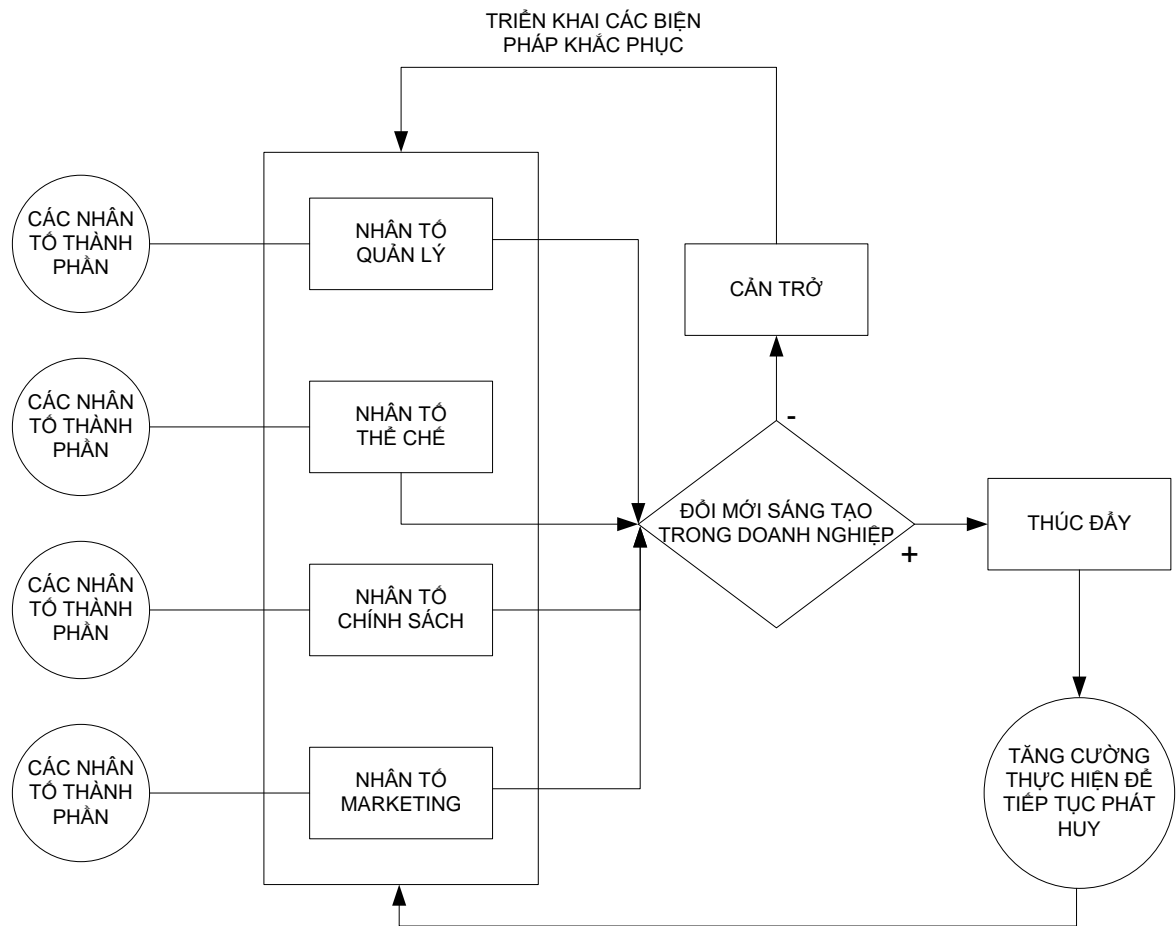 TRIỂN KHAI CÁC BIỆN
PHÁP KHẮC PHỤC
CÁC NHÂN
TỐ THÀNH
PHẦN
NHÂN TỐ
QUẢN LÝ
CẢN TRỞ
CÁC NHÂN
TỐ THÀNH
PHẦN
NHÂN TỐ
THỂ CHẾ
-
ĐỔI MỚI SÁNG TẠO
TRONG DOANH NGHIỆP
+
THÚC ĐẨY
CÁC NHÂN
TỐ THÀNH
PHẦN
NHÂN TỐ
CHÍNH SÁCH
CÁC NHÂN
TỐ THÀNH
PHẦN
NHÂN TỐ
MARKETING
TĂNG CƯỜNG
THỰC HIỆN ĐỂ
TIẾP TỤC PHÁT
HUY